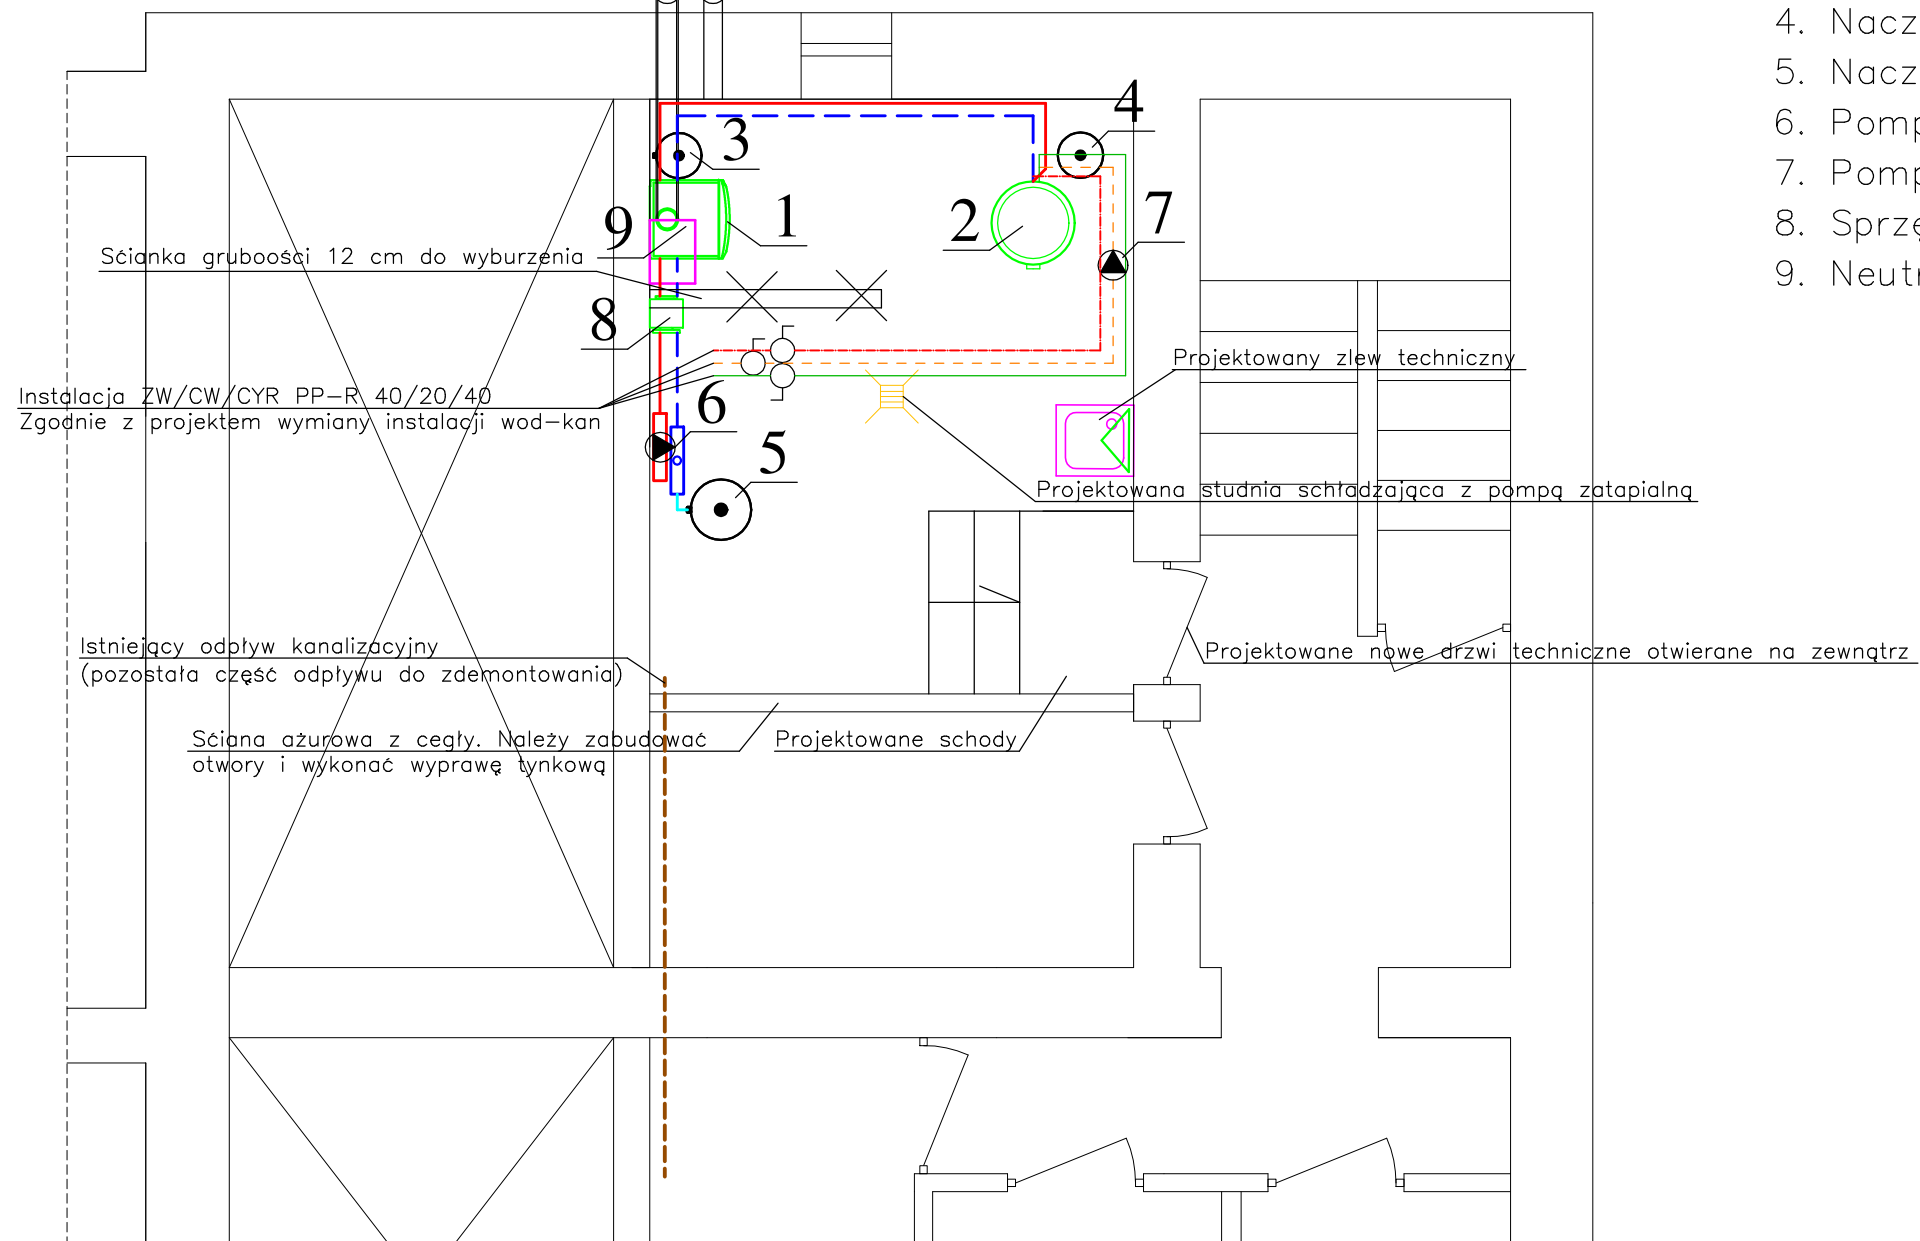 4. Nacz
5. Nacz
6. Pomp
7. Pomp
8. Sprzę
9. Neutr
4
3
1
2
7
9
Sćianka gruboości 12 cm do wyburzenia
8
Projektowany zlew techniczny
Instalacja ZW/CW/CYR PP-R 40/20/40
Zgodnie z projektem wymiany instalacji wod-kan
6
5
Projektowana studnia schładzająca z pompą zatapialną
Istniejący odpływ kanalizacyjny
(pozostała część odpływu do zdemontowania)
Projektowane nowe drzwi techniczne otwierane na zewnątrz
Sćiana ażurowa z cegły. Należy zabudować
otwory i wykonać wyprawę tynkową
Projektowane schody